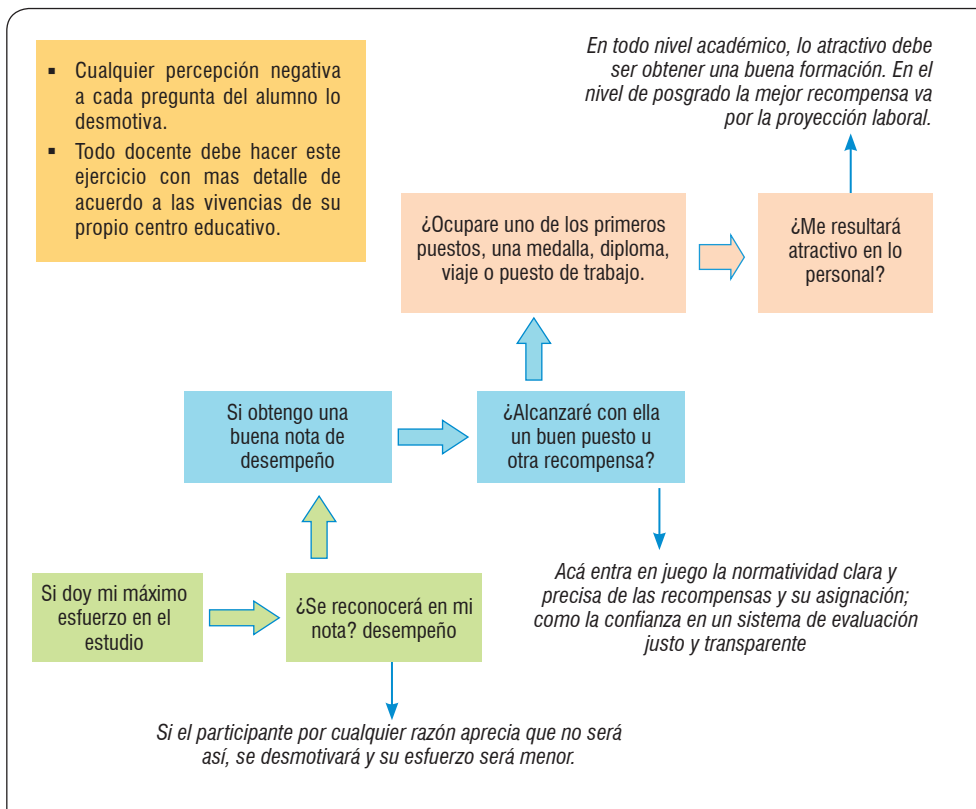 ▪ Cualquier percepción negativa
a cada pregunta del alumno lo
desmotiva.
▪ Todo docente debe hacer este
ejercicio con mas detalle de
acuerdo a las vivencias de su
propio centro educativo.
En todo nivel académico, lo atractivo debe
ser obtener una buena formación. En el
nivel de posgrado la mejor recompensa va
por la proyección laboral.
¿Ocupare uno de los primeros
puestos, una medalla, diploma,
viaje o puesto de trabajo.
¿Me resultará
atractivo en lo
personal?
Si obtengo una
buena nota de
desempeño
¿Alcanzaré con ella
un buen puesto u
otra recompensa?
Si doy mi máximo
esfuerzo en el
estudio
¿Se reconocerá en mi
nota? desempeño
Acá entra en juego la normatividad clara y
precisa de las recompensas y su asignación;
como la confianza en un sistema de evaluación
justo y transparente
Si el participante por cualquier razón aprecia que no será
así, se desmotivará y su esfuerzo será menor.